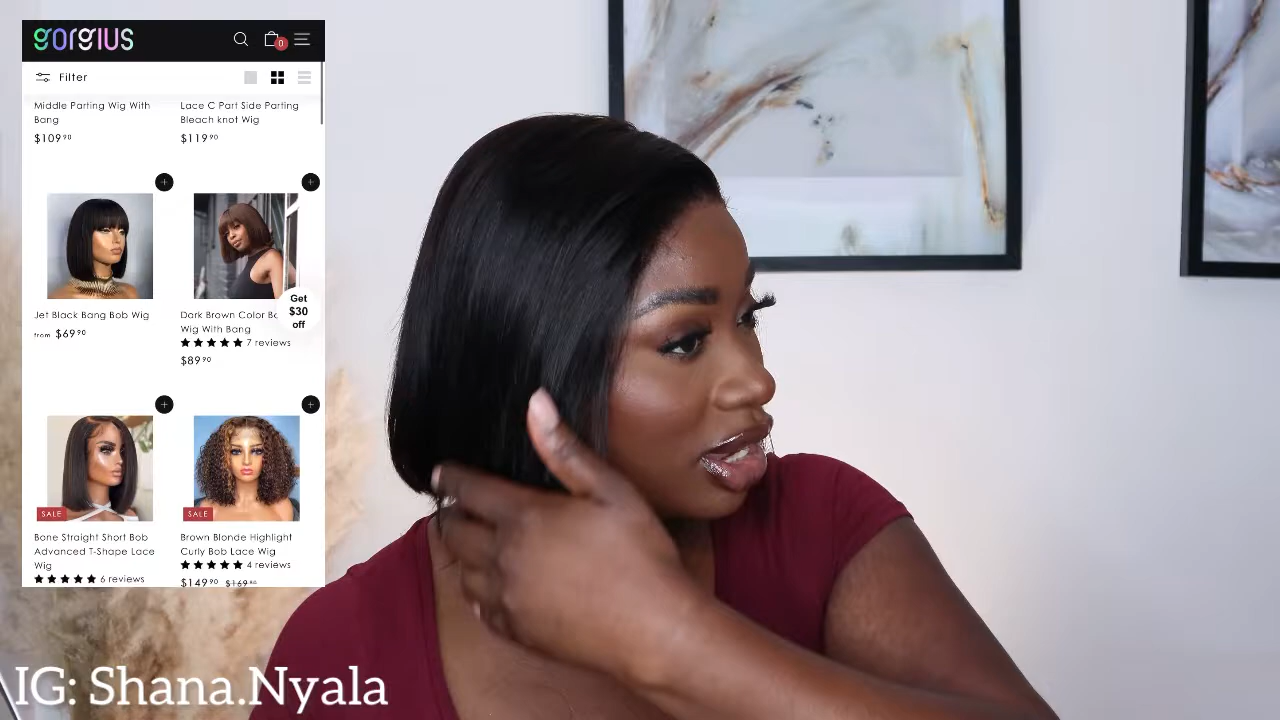 gorgius
0
Filter
Middle Parting Wig With
Bang
$109.90
Lace C Part Side Parting
Bleach knot Wig
$119.90
Jet Black Bang Bob Wig
from $69.90
Dark Brown Color
Wig With Bang
7 reviews
$89.90
Get
$30
off
SALE
Bone Straight Short Bob
Advanced T-Shape Lace
Wig
6 reviews
SALE
Brown Blonde Highlight
Curly Bob Lace Wig
4 reviews
$149.90 $169.90
IG: Shana.Nyala